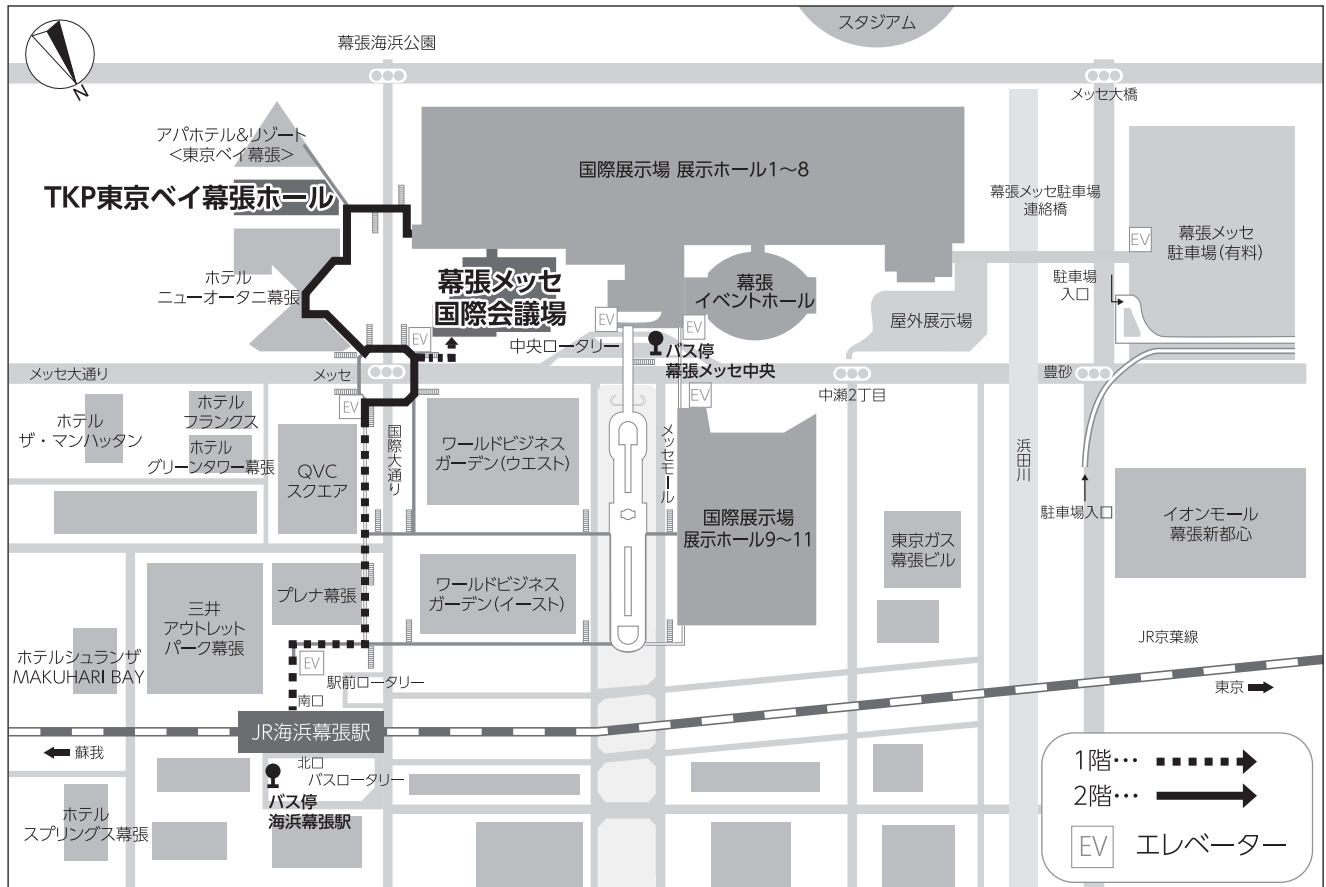 スタジアム
幕張海浜公園
N
メッセ大橋
アパホテル&リゾート
<東京ベイ幕張>
TKP東京ベイ幕張ホール
国際展示場 展示ホール1〜8
幕張メッセ駐車場
連絡橋
EV
幕張メッセ
駐車場(有料)
ホテル
ニューオータニ幕張
幕張メッセ
国際会議場
幕張
イベントホール
駐車場
入口
屋外展示場
EV
EV
EV
中央ロータリー
バス停
幕張メッセ中央
メッセ大通り
メッセ
中瀬2丁目
豊砂
EV
EV
ホテル
ザ・マンハッタン
ホテル
フランクス
ホテル
グリーンタワー幕張
QVC
スクエア
国際大通り
ワールドビジネス
ガーデン(ウエスト)
メッセモール
浜田川
国際展示場
展示ホール9〜11
東京ガス
幕張ビル
駐車場入口
イオンモール
幕張新都心
三井
アウトレット
パーク幕張
プレナ幕張
ワールドビジネス
ガーデン(イースト)
ホテルシュランザ
MAKUHARI BAY
EV
駅前ロータリー
南口
JR京葉線
東京
JR海浜幕張駅
蘇我
北口
バスロータリー
バス停
海浜幕張駅
ホテル
スプリングス幕張
1階…
2階…
EV エレベーター